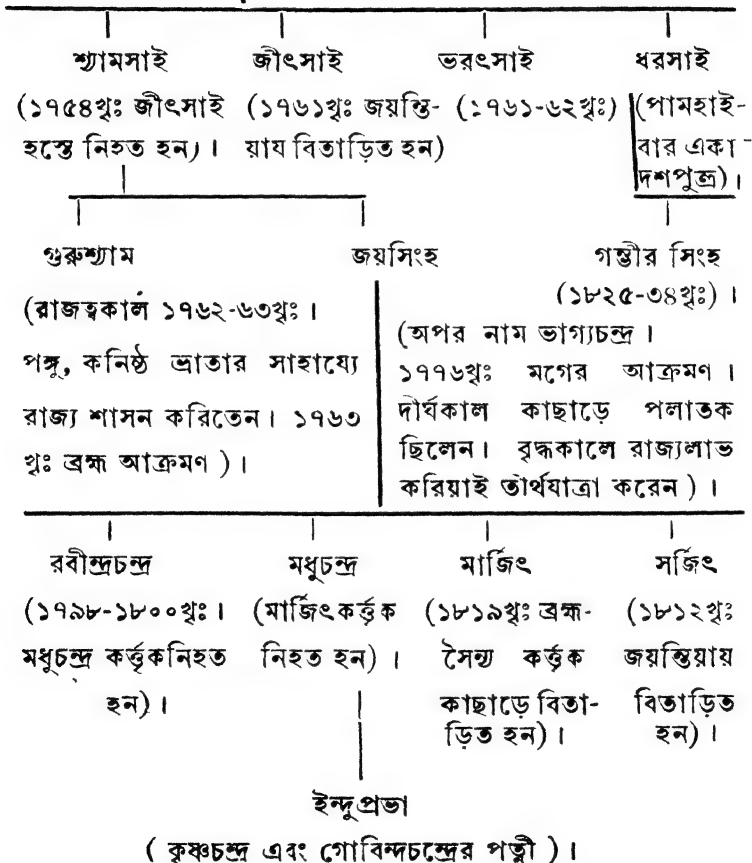 শ্যামসাই জীৎসাই ভরৎসাই ধরসাই
(১৭৫৪খৃঃ জীৎসাই (১৭৬১খৃঃ জয়ন্তি- (১৭৬১-৬২খৃঃ) (পামহাই-
হস্তে নিহত হন)। য়ায বিতাড়িত হন) বার একা-
দশপুত্র)।
গুরুশ্যাম জয়সিংহ গম্ভীর সিংহ
(১৮২৫-৩৪খৃঃ)।
(রাজত্বকাল ১৭৬২-৬৩খৃঃ।
পঙ্গু, কনিষ্ঠ ভ্রাতার সাহায্যে
রাজ্য শাসন করিতেন। ১৭৬৩
খৃঃ ব্রহ্ম আক্রমণ)।
(অপর নাম ভাগ্যচন্দ্র।
১৭৭৬খৃঃ মগের আক্রমণ।
দীর্ঘকাল কাছাড়ে পলাতক
ছিলেন। বৃদ্ধকালে রাজ্যলাভ
করিয়াই তীর্থযাত্রা করেন)।
রবীন্দ্রচন্দ্র মধুচন্দ্র মার্জিৎ সর্জিৎ
(১৭৯৮-১৮০০খৃঃ। (মার্জিৎকর্ত্তৃক (১৮১৯খৃঃ ব্রহ্ম- (১৮১২খৃঃ
মধুচন্দ্র কর্ত্তৃকনিহত নিহত হন)। সৈন্য কর্ত্তৃক জয়ন্তিয়ায়
হন)। কাছাড়ে বিতা- বিতাড়িত
ড়িত হন)। হন)।
ইন্দুপ্রভা
(কৃষ্ণচন্দ্র এবং গোবিন্দচন্দ্রের পত্নী)।